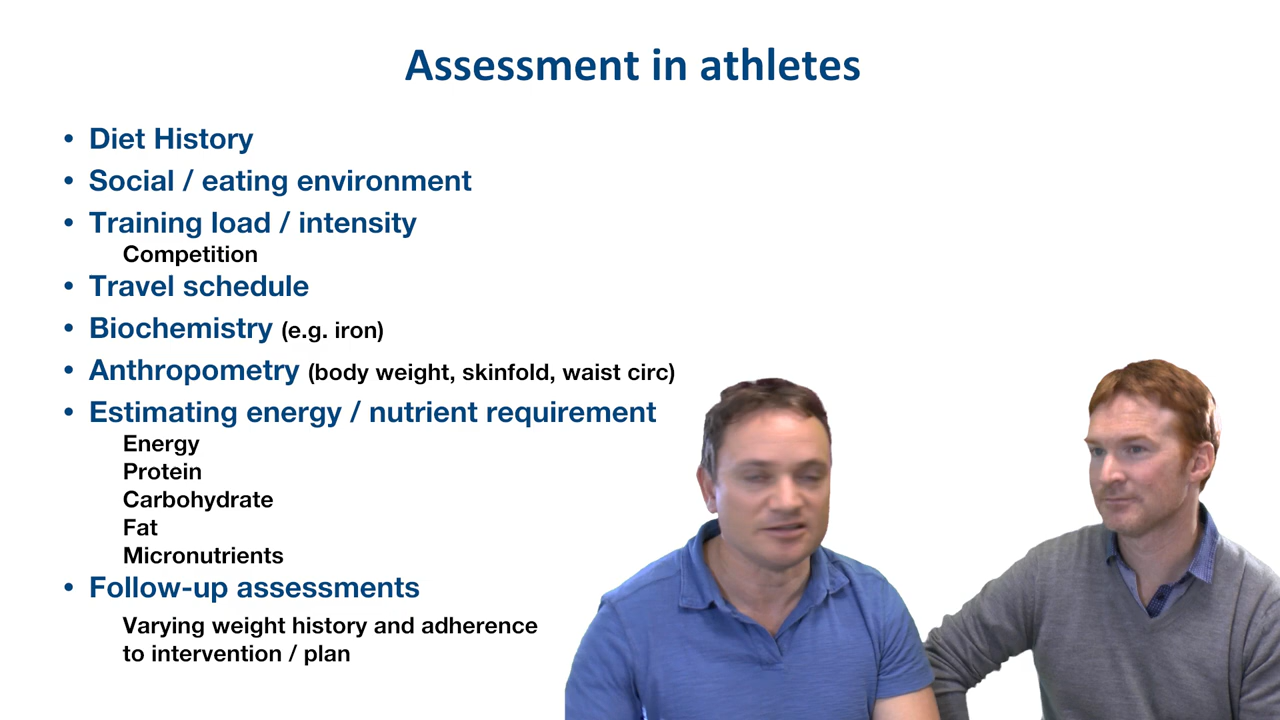 Assessment in athletes
• Diet History
• Social / eating environment
• Training load / intensity
Competition
• Travel schedule
• Biochemistry (e.g. iron)
• Anthropometry (body weight, skinfold, waist circ)
• Estimating energy / nutrient requirement
Energy
Protein
Carbohydrate
Fat
Micronutrients
• Follow-up assessments
Varying weight history and adherence
to intervention / plan